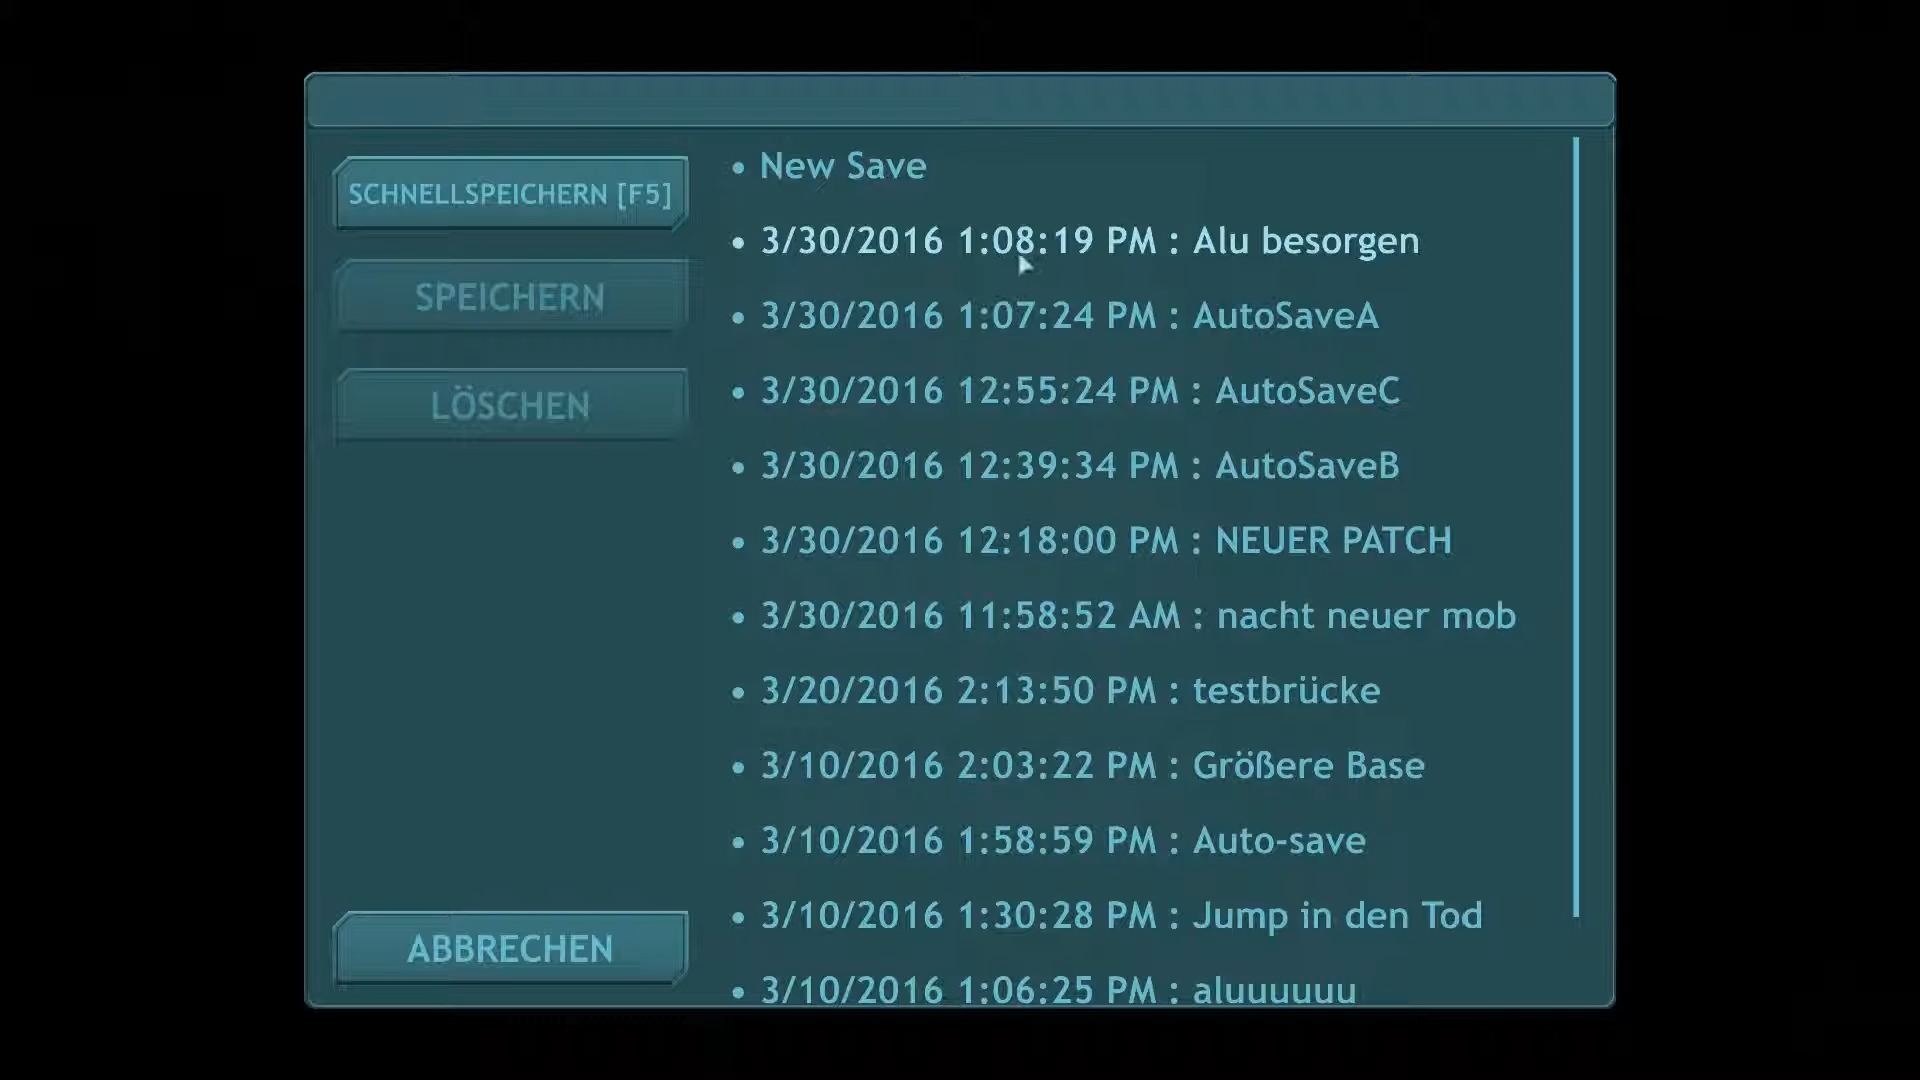 SCHNELLSPEICHERN [F5]
SPEICHERN
LÖSCHEN
ABBRECHEN
• New Save
• 3/30/2016 1:08:19 PM : Alu besorgen
• 3/30/2016 1:07:24 PM : AutoSaveA
• 3/30/2016 12:55:24 PM : AutoSaveC
• 3/30/2016 12:39:34 PM : AutoSaveB
• 3/30/2016 12:18:00 PM : NEUER PATCH
• 3/30/2016 11:58:52 AM : nacht neuer mob
• 3/20/2016 2:13:50 PM : testbrücke
• 3/10/2016 2:03:22 PM : Größere Base
• 3/10/2016 1:58:59 PM : Auto-save
• 3/10/2016 1:30:28 PM : Jump in den Tod
• 3/10/2016 1:06:25 PM : aluuuuuu